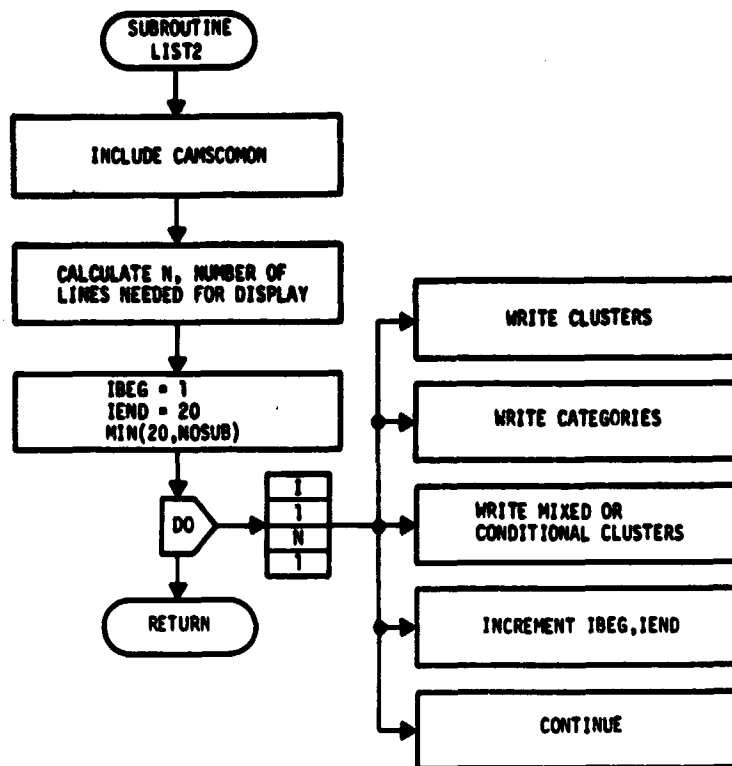 SUBROUTINE
LIST2
INCLUDE CAMSCOMON
CALCULATE N, NUMBER OF
LINES NEEDED FOR DISPLAY
IBEG = 1
IEND = 20
MIN(20,NOSUB)
DO
I
1
N
1
RETURN
WRITE CLUSTERS
WRITE CATEGORIES
WRITE MIXED OR
CONDITIONAL CLUSTERS
INCREMENT IBEG,IEND
CONTINUE